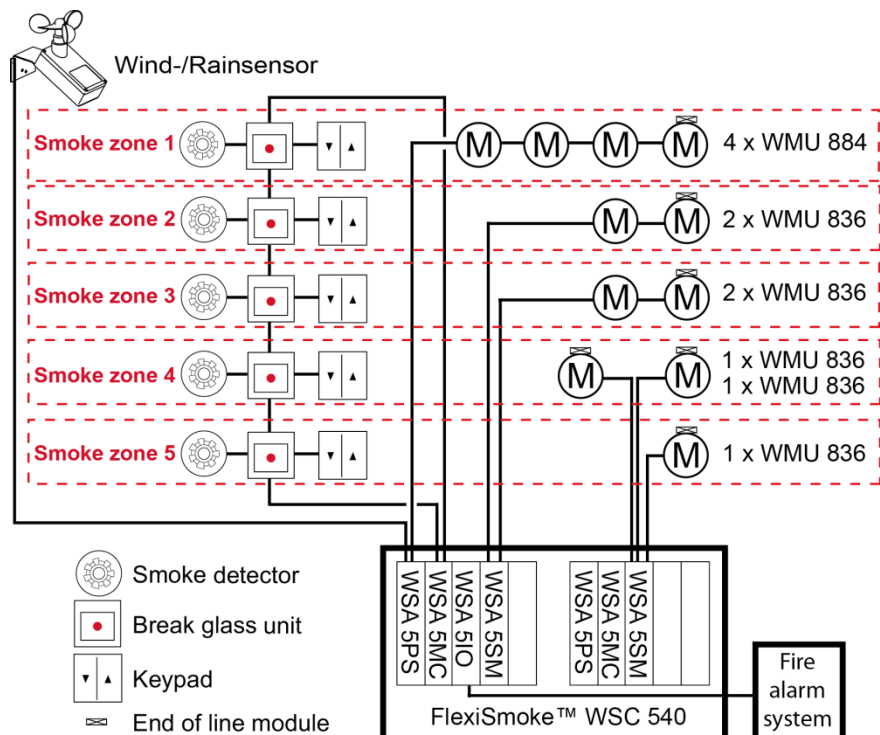 Wind-/Rainsensor
Smoke zone 1
M
M
M
M
4 x WMU 884
Smoke zone 2
M
M
2 x WMU 836
Smoke zone 3
M
M
2 x WMU 836
Smoke zone 4
M
M
1 x WMU 836
1 x WMU 836
Smoke zone 5
M
1 x WMU 836
Smoke detector
Break glass unit
Keypad
End of line module
WSA 5PS
WSA 5MC
WSA 5IO
WSA 5SM
WSA 5PS
WSA 5MC
WSA 5SM
FlexiSmoke™ WSC 540
Fire
alarm
system